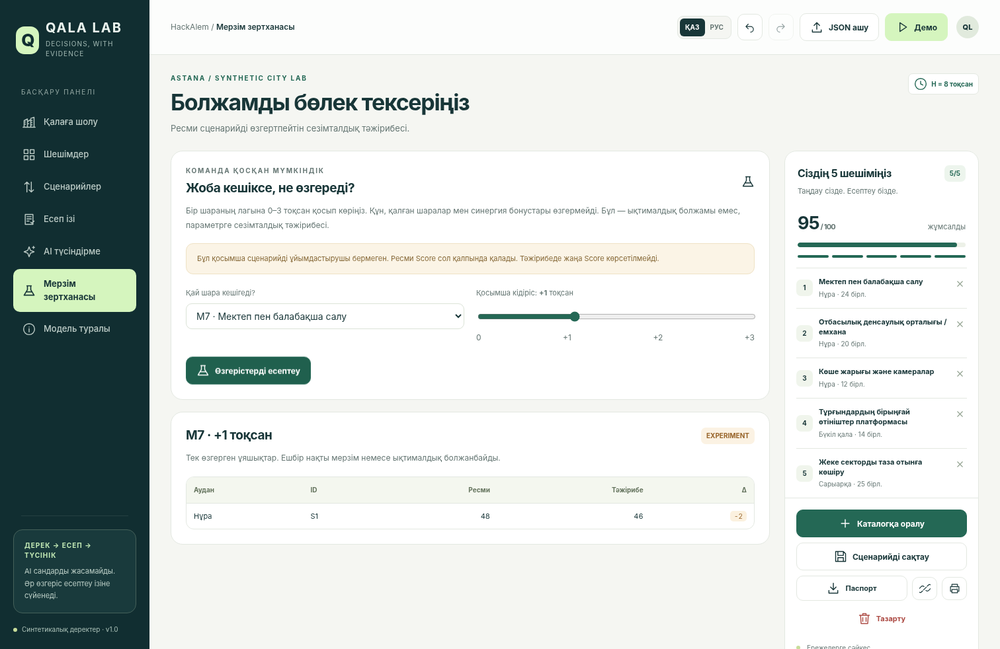 Q
QALA LAB
DECISIONS, WITH
EVIDENCE
БАСҚАРУ ПАНЕЛІ
Қалаға шолу
Шешімдер
Сценарийлер
Есеп ізі
AI түсіндірме
Мерзім
зертханасы
Модель туралы
ДЕРЕК → ЕСЕП →
ТҮСІНІК
AI сандарды жасамайды.
Әр өзгеріс есептеу ізіне
сүйенеді.
Синтетикалық деректер · v1.0
HackAlem / Мерзім зертханасы
ҚАЗ РУС
JSON ашу
Демо
QL
ASTANA / SYNTHETIC CITY LAB
Болжамды бөлек тексеріңіз
Ресми сценарийді өзгертпейтін сезімталдық тәжірибесі.
H = 8 тоқсан
КОМАНДА ҚОСҚАН МҮМКІНДІК
Жоба кешіксе, не өзгереді?
Бір шараның лагына 0–3 тоқсан қосып көріңіз. Құн, қалған шаралар мен синергия бонустары өзгермейді. Бұл — ықтималдық болжамы емес,
параметрге сезімталдық тәжірибесі.
Бұл қосымша сценарийді ұйымдастырушы бермеген. Ресми Score сол қалпында қалады. Тәжірибеде жаңа Score көрсетілмейді.
Қай шара кешігеді?
M7 · Мектеп пен балабақша салу
Қосымша кідіріс: +1 тоқсан
0 +1 +2 +3
Өзгерістерді есептеу
M7 · +1 тоқсан
EXPERIMENT
Тек өзгерген ұяшықтар. Ешбір нақты мерзім немесе ықтималдық болжанбайды.
Аудан ID Ресми Тәжірибе Δ
Нұра S1 48 46 -2
Сіздің 5 шешіміңіз
5/5
Таңдау сізде. Есептеу бізде.
95 / 100
жұмсалды
1
Мектеп пен балабақша салу
Нұра · 24 бірл.
2
Отбасылық денсаулық орталығы /
емхана
Нұра · 20 бірл.
3
Көше жарығы және камералар
Нұра · 12 бірл.
4
Тұрғындардың бірыңғай
өтініштер платформасы
Бүкіл қала · 14 бірл.
5
Жеке секторды таза отынға
көшіру
Сарыарқа · 25 бірл.
Каталогқа оралу
Сценарийді сақтау
Паспорт
Тазарту
Ережелерге сәйкес